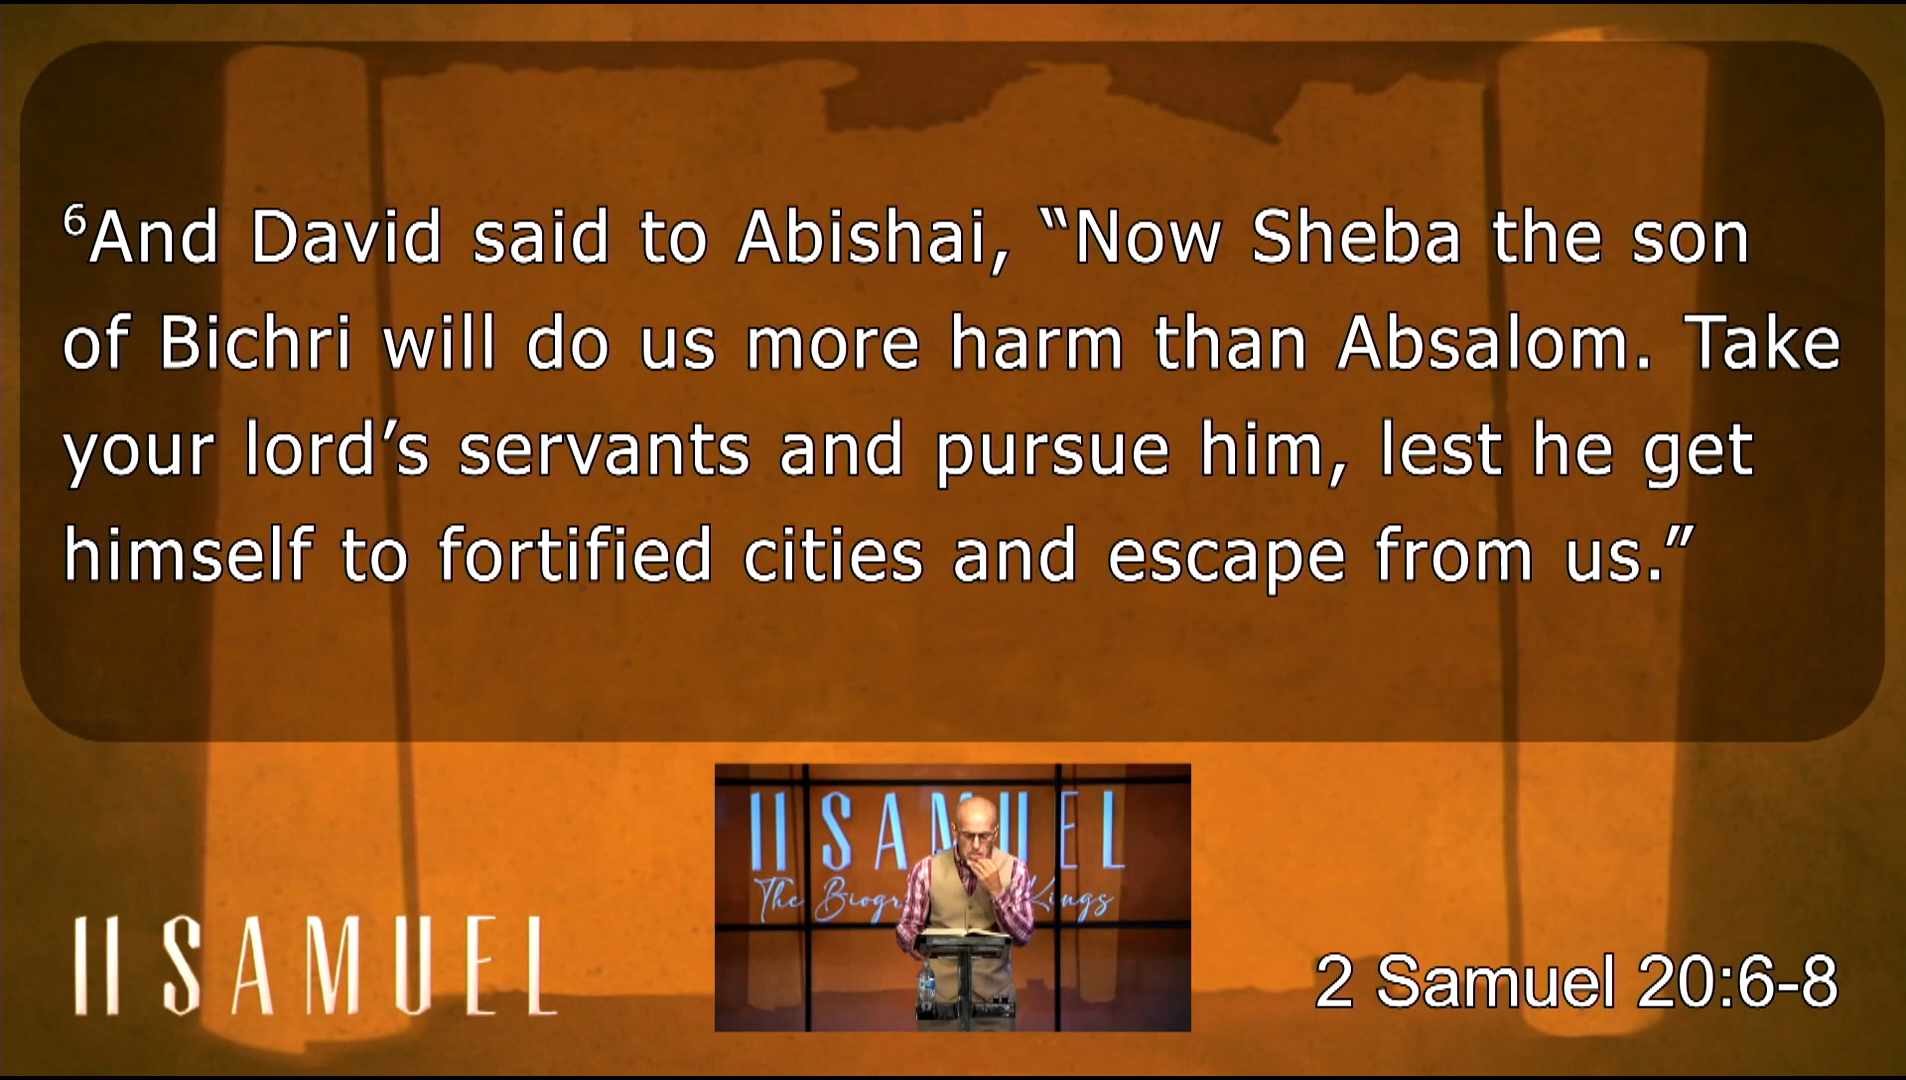 ⁶And David said to Abishai, “Now Sheba the son
of Bichri will do us more harm than Absalom. Take
your lord’s servants and pursue him, lest he get
himself to fortified cities and escape from us.”
II SAMUEL
The Kings
II SAMUEL
2 Samuel 20:6-8